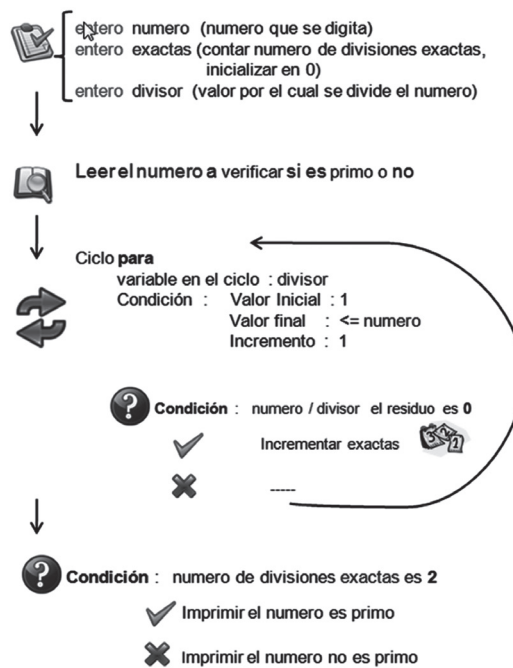 entero numero (numero que se digita)
entero exactas (contar numero de divisiones exactas,
inicializar en 0)
entero divisor (valor por el cual se divide el numero)
Leer el numero a verificar si es primo o no
Ciclo para
variable en el ciclo : divisor
Condición : Valor Inicial : 1
Valor final : <= numero
Incremento : 1
? Condición : numero / divisor el residuo es 0
Incrementar exactas 3 2 1
-----
? Condición : numero de divisiones exactas es 2
Imprimir el numero es primo
Imprimir el numero no es primo